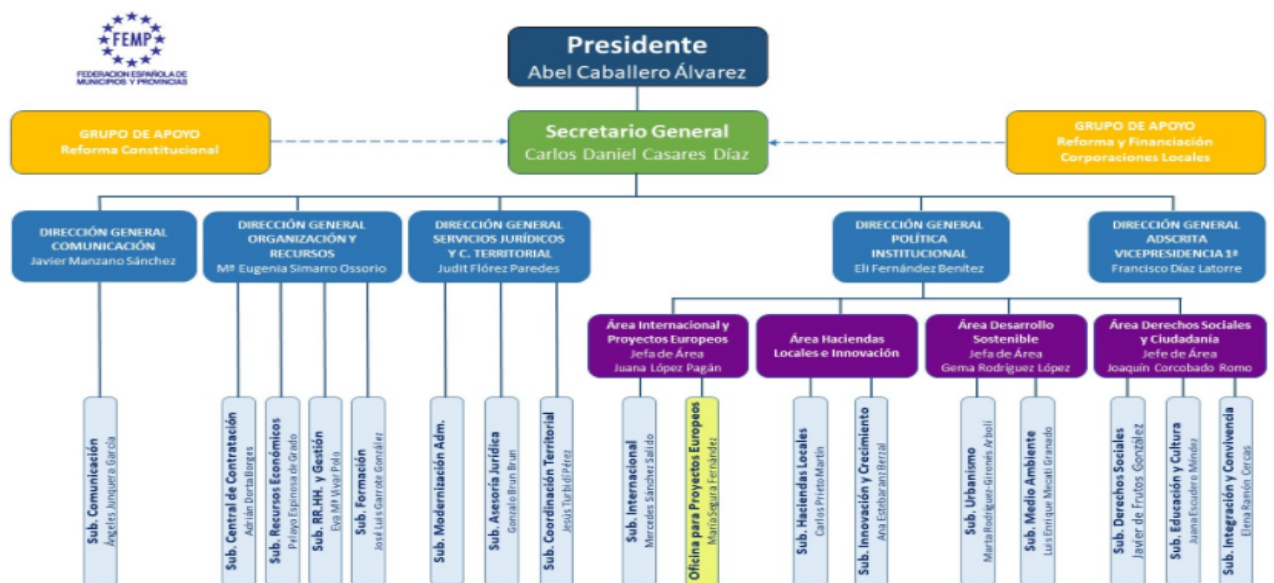 FEMP
FEDERACION ESPAÑOLA DE
MUNICIPIOS Y PROVINCIAS
Presidente
Abel Caballero Álvarez
GRUPO DE APOYO
Reforma Constitucional
Secretario General
Carlos Daniel Casares Díaz
GRUPO DE APOYO
Reforma y Financiación
Corporaciones Locales
DIRECCIÓN GENERAL
COMUNICACIÓN
Javier Manzano Sánchez
DIRECCIÓN GENERAL
ORGANIZACIÓN Y
RECURSOS
Mª Eugenia Simarro Ossorio
DIRECCIÓN GENERAL
SERVICIOS JURÍDICOS
Y C. TERRITORIAL
Judit Flórez Paredes
DIRECCIÓN GENERAL
POLÍTICA
INSTITUCIONAL
Eli Fernández Benítez
DIRECCIÓN GENERAL
ADSCRITA
VICEPRESIDENCIA 1ª
Francisco Díaz Latorre
Área Internacional y
Proyectos Europeos
Jefa de Área
Juana López Pagán
Área Haciendas
Locales e Innovación
Área Desarrollo
Sostenible
Jefa de Área
Gema Rodríguez López
Área Derechos Sociales
y Ciudadanía
Jefe de Área
Joaquín Corcobado Romo
Sub. Comunicación
Ángeles Junquera García
Sub. Central de Contratación
Adrián Dorta Borges
Sub. Recursos Económicos
Pelayo Espinosa de Grado
Sub. RR.HH. y Gestión
Eva Mª Vivar Polo
Sub. Formación
José Luis Garrote González
Sub. Modernización Adm.
Sub. Asesoría Jurídica
Gonzalo Brun Brun
Sub. Coordinación Territorial
Jesús Turbidí Pérez
Sub. Internacional
Mercedes Sánchez Salido
Oficina para Proyectos Europeos
María Segura Fernández
Sub. Haciendas Locales
Carlos Prieto Martín
Sub. Innovación y Crecimiento
Ana Estebaranz Berzal
Sub. Urbanismo
Marta Rodríguez-Gironés Arbolí
Sub. Medio Ambiente
Luis Enrique Mecati Granado
Sub. Derechos Sociales
Javier de Frutos González
Sub. Educación y Cultura
Juana Escudero Méndez
Sub. Integración y Convivencia
Elena Ramón Cercas